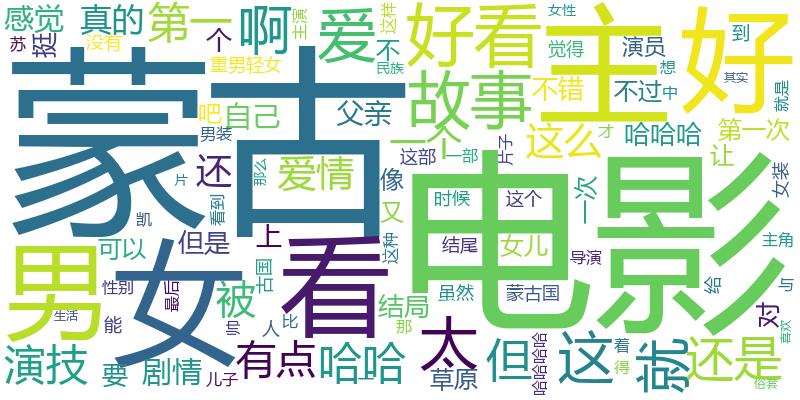 感觉
真的
第一
啊
爱
好看
主
好
女性
这样
主演
苏
挺
没有
个
重男轻女
不
民族
觉得
演员
到
想
中
其实
就是
蒙古
电影
故事
不错
不过
吧
自己
父亲
一个
这么
哈哈哈
第一次
才
片子
男装
还
爱情
像
这部
一部
让
女装
片
那么
看到
又
时候
这个
一次
凯
男
女
看
可以
但是
上
古国
这种
结尾
女儿
导演
主角
给
与
性别
最后
被
结局
虽然
蒙古国
对
生活
能
帅
人
比
那
喜欢
演技
要
剧情
儿子
有点
哈哈
一
太
草原
但
哈哈哈哈
这
着
得
就
还是
俗套